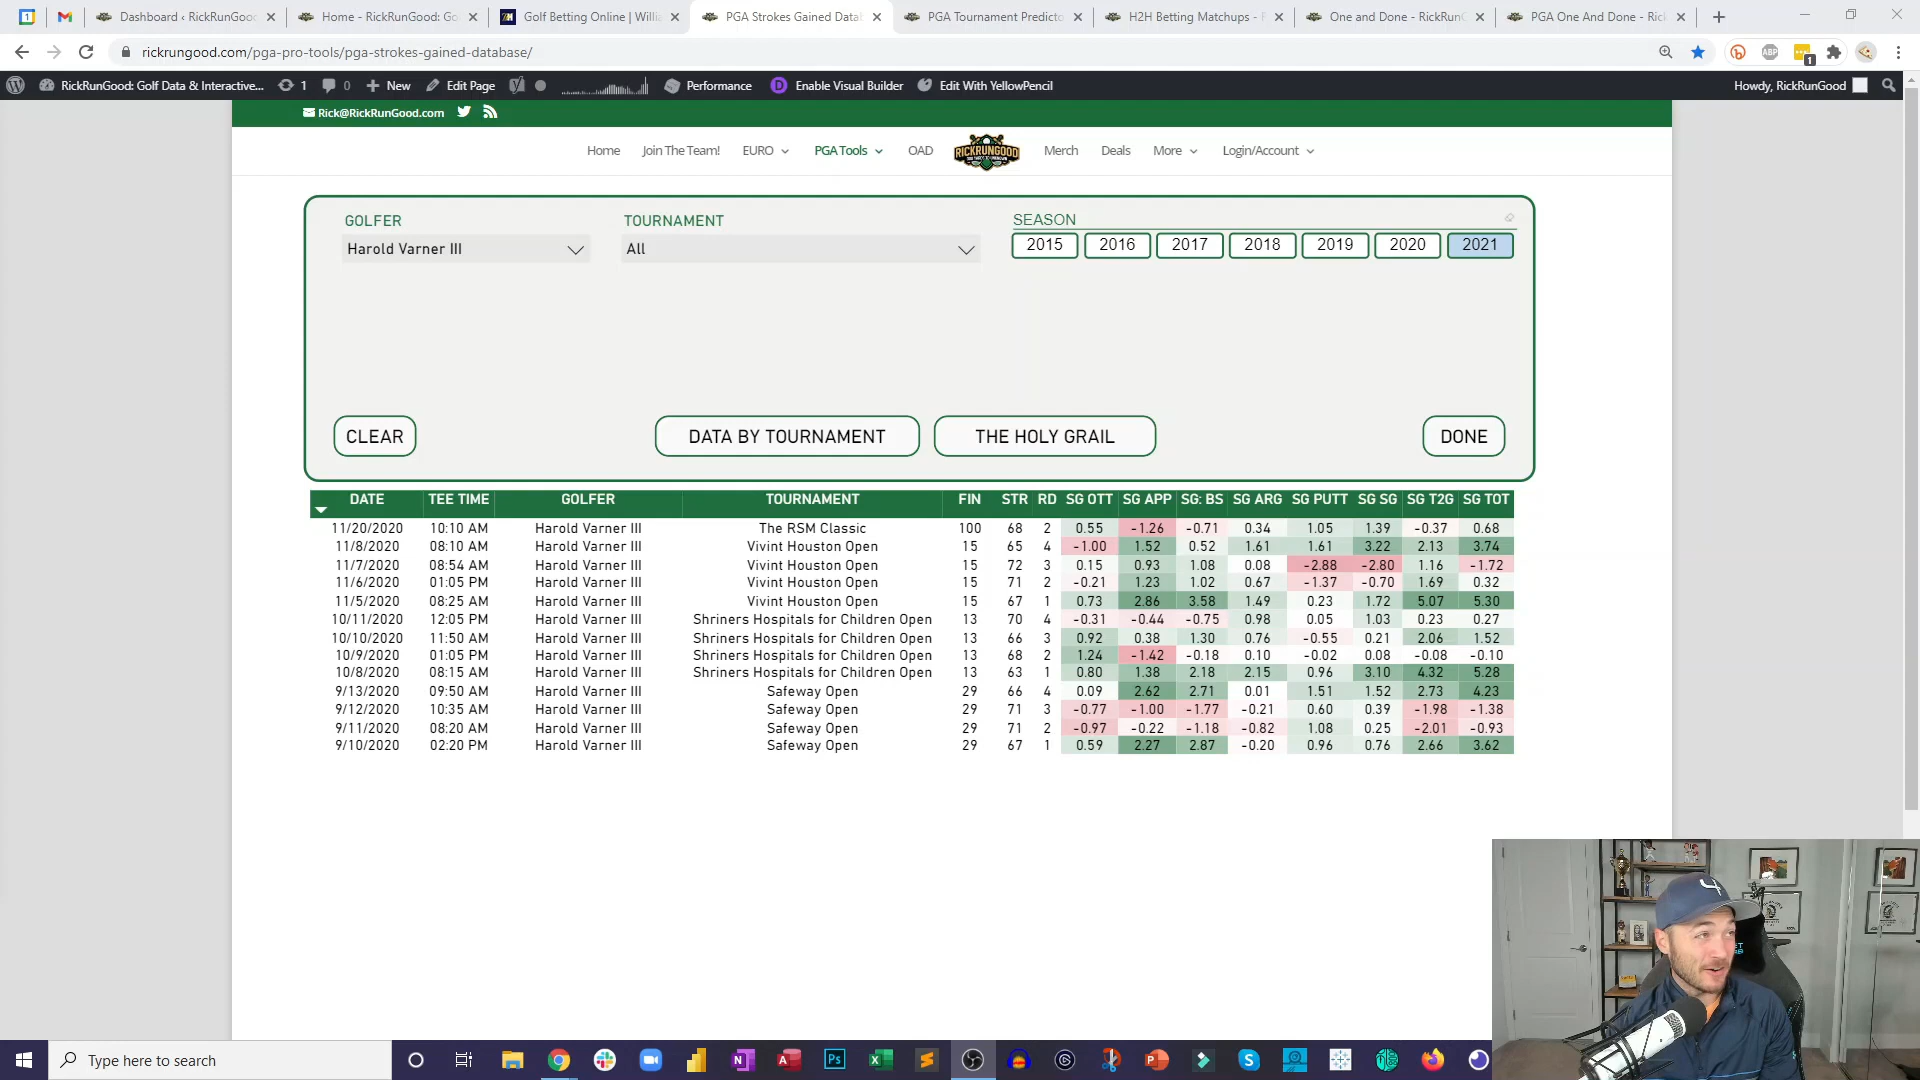 Dashboard ‹ RickRunGood
Home - RickRunGood: Go
Golf Betting Online | Willia
PGA Strokes Gained Datab
PGA Tournament Predicto
H2H Betting Matchups - R
One and Done - RickRunG
PGA One And Done - Rick
rickrungood.com/pga-pro-tools/pga-strokes-gained-database/
ABP
1
RickRunGood: Golf Data & Interactive...
1
0
New
Edit Page
Performance
Enable Visual Builder
Edit With YellowPencil
Howdy, RickRunGood
Rick@RickRunGood.com
Home
Join The Team!
EURO
PGA Tools
OAD
RICKRUNGOOD
Merch
Deals
More
Login/Account
GOLFER
TOURNAMENT
SEASON
Harold Varner III
All
2015 2016 2017 2018 2019 2020 2021
CLEAR
DATA BY TOURNAMENT
THE HOLY GRAIL
DONE
DATE TEE TIME GOLFER TOURNAMENT FIN STR RD SG OTT SG APP SG: BS SG ARG SG PUTT SG SG SG T2G SG TOT
11/20/2020 10:10 AM Harold Varner III The RSM Classic 100 68 2 0.55 -1.26 -0.71 0.34 1.05 1.39 -0.37 0.68
11/8/2020 08:10 AM Harold Varner III Vivint Houston Open 15 65 4 -1.00 1.52 0.52 1.61 1.61 3.22 2.13 3.74
11/7/2020 08:54 AM Harold Varner III Vivint Houston Open 15 72 3 0.15 0.93 1.08 0.08 -2.88 -2.80 1.16 -1.72
11/6/2020 01:05 PM Harold Varner III Vivint Houston Open 15 71 2 -0.21 1.23 1.02 0.67 -1.37 -0.70 1.69 0.32
11/5/2020 08:25 AM Harold Varner III Vivint Houston Open 15 67 1 0.73 2.86 3.58 1.49 0.23 1.72 5.07 5.30
10/11/2020 12:05 PM Harold Varner III Shriners Hospitals for Children Open 13 70 4 -0.31 -0.44 -0.75 0.98 0.05 1.03 0.23 0.27
10/10/2020 11:50 AM Harold Varner III Shriners Hospitals for Children Open 13 66 3 0.92 0.38 1.30 0.76 -0.55 0.21 2.06 1.52
10/9/2020 01:05 PM Harold Varner III Shriners Hospitals for Children Open 13 68 2 1.24 -1.42 -0.18 0.10 -0.02 0.08 -0.08 -0.10
10/8/2020 08:15 AM Harold Varner III Shriners Hospitals for Children Open 13 63 1 0.80 1.38 2.18 2.15 0.96 3.10 4.32 5.28
9/13/2020 09:50 AM Harold Varner III Safeway Open 29 66 4 0.09 2.62 2.71 0.01 1.51 1.52 2.73 4.23
9/12/2020 10:35 AM Harold Varner III Safeway Open 29 71 3 -0.77 -1.00 -1.77 -0.21 0.60 0.39 -1.98 -1.38
9/11/2020 08:20 AM Harold Varner III Safeway Open 29 71 2 -0.97 -0.22 -1.18 -0.82 1.08 0.25 -2.01 -0.93
9/10/2020 02:20 PM Harold Varner III Safeway Open 29 67 1 0.59 2.27 2.87 -0.20 0.96 0.76 2.66 3.62
Type here to search